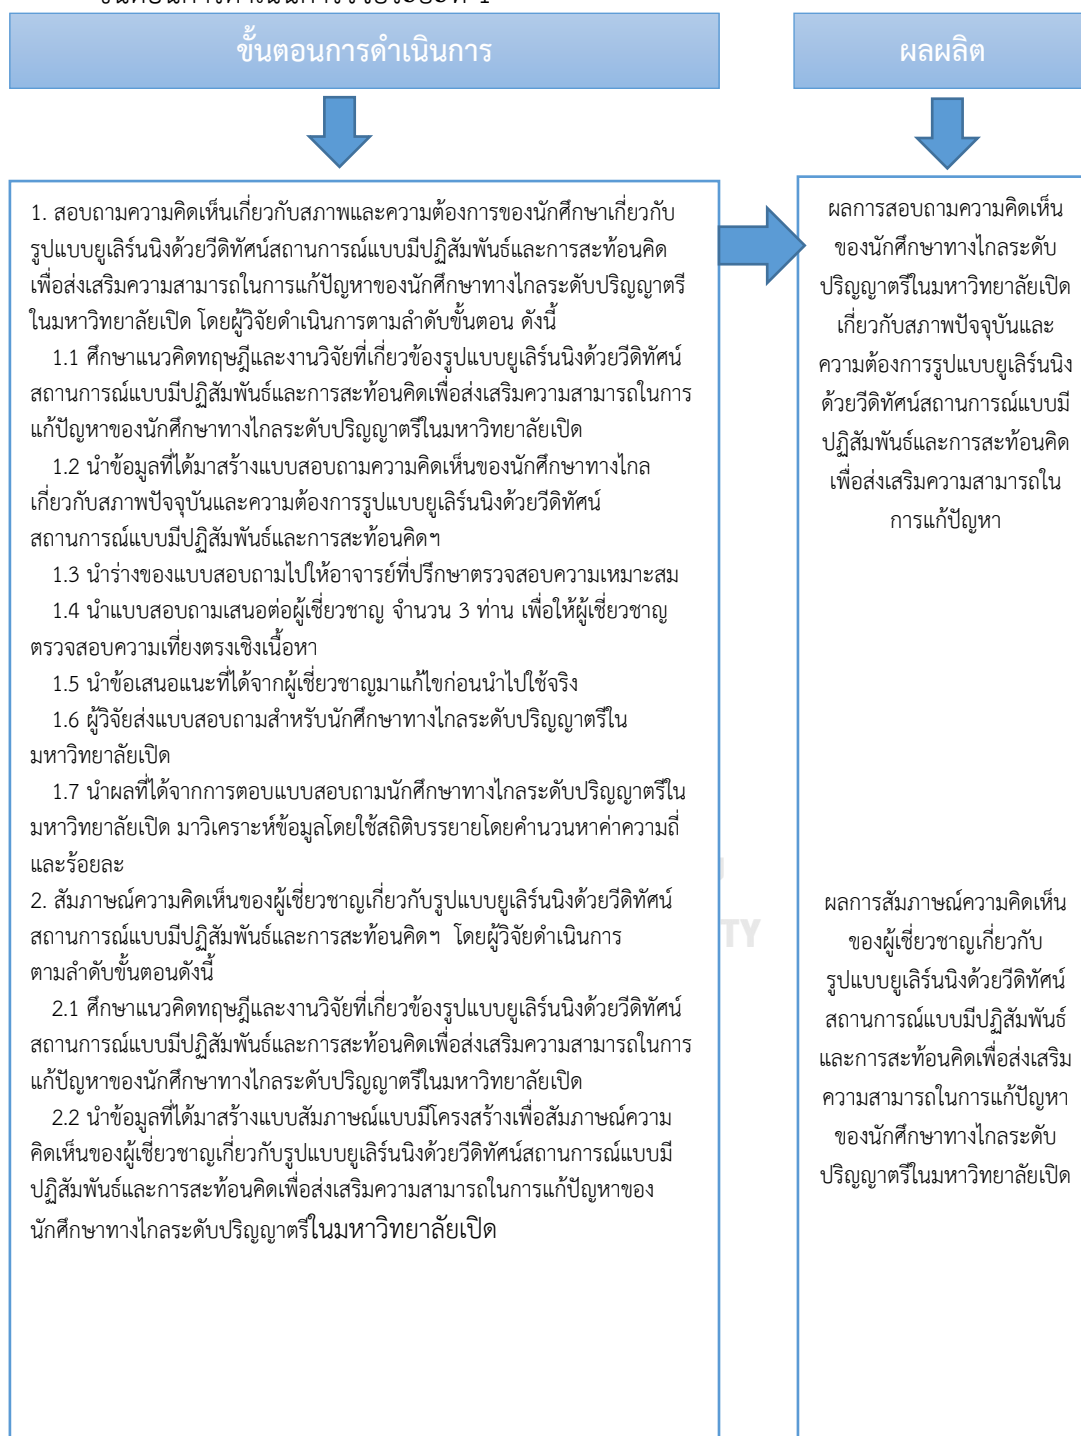 ขั้นตอนการดำเนินการวิจัยระยะที่ 1
ขั้นตอนการดำเนินการ
ผลผลิต
1. สอบถามความคิดเห็นเกี่ยวกับสภาพและความต้องการของนักศึกษาเกี่ยวกับ
รูปแบบยูเลิร์นนิงด้วยวีดิทัศน์สถานการณ์แบบมีปฏิสัมพันธ์และการสะท้อนคิด
เพื่อส่งเสริมความสามารถในการแก้ปัญหาของนักศึกษาทางไกลระดับปริญญาตรี
ในมหาวิทยาลัยเปิด โดยผู้วิจัยดำเนินการตามลำดับขั้นตอน ดังนี้
1.1 ศึกษาแนวคิดทฤษฎีและงานวิจัยที่เกี่ยวข้องรูปแบบยูเลิร์นนิงด้วยวีดิทัศน์
สถานการณ์แบบมีปฏิสัมพันธ์และการสะท้อนคิดเพื่อส่งเสริมความสามารถในการ
แก้ปัญหาของนักศึกษาทางไกลระดับปริญญาตรีในมหาวิทยาลัยเปิด
1.2 นำข้อมูลที่ได้มาสร้างแบบสอบถามความคิดเห็นของนักศึกษาทางไกล
เกี่ยวกับสภาพปัจจุบันและความต้องการรูปแบบยูเลิร์นนิงด้วยวีดิทัศน์
สถานการณ์แบบมีปฏิสัมพันธ์และการสะท้อนคิดฯ
1.3 นำร่างของแบบสอบถามไปให้อาจารย์ที่ปรึกษาตรวจสอบความเหมาะสม
1.4 นำแบบสอบถามเสนอต่อผู้เชี่ยวชาญ จำนวน 3 ท่าน เพื่อให้ผู้เชี่ยวชาญ
ตรวจสอบความเที่ยงตรงเชิงเนื้อหา
1.5 นำข้อเสนอแนะที่ได้จากผู้เชี่ยวชาญมาแก้ไขก่อนนำไปใช้จริง
1.6 ผู้วิจัยส่งแบบสอบถามสำหรับนักศึกษาทางไกลระดับปริญญาตรีใน
มหาวิทยาลัยเปิด
1.7 นำผลที่ได้จากการตอบแบบสอบถามนักศึกษาทางไกลระดับปริญญาตรีใน
มหาวิทยาลัยเปิด มาวิเคราะห์ข้อมูลโดยใช้สถิติบรรยายโดยคำนวนหาค่าความถี่
และร้อยละ
2. สัมภาษณ์ความคิดเห็นของผู้เชี่ยวชาญเกี่ยวกับรูปแบบยูเลิร์นนิงด้วยวีดิทัศน์
สถานการณ์แบบมีปฏิสัมพันธ์และการสะท้อนคิดฯ โดยผู้วิจัยดำเนินการ
ตามลำดับขั้นตอนดังนี้
2.1 ศึกษาแนวคิดทฤษฎีและงานวิจัยที่เกี่ยวข้องรูปแบบยูเลิร์นนิงด้วยวีดิทัศน์
สถานการณ์แบบมีปฏิสัมพันธ์และการสะท้อนคิดเพื่อส่งเสริมความสามารถในการ
แก้ปัญหาของนักศึกษาทางไกลระดับปริญญาตรีในมหาวิทยาลัยเปิด
2.2 นำข้อมูลที่ได้มาสร้างแบบสัมภาษณ์แบบมีโครงสร้างเพื่อสัมภาษณ์ความ
คิดเห็นของผู้เชี่ยวชาญเกี่ยวกับรูปแบบยูเลิร์นนิงด้วยวีดิทัศน์สถานการณ์แบบมี
ปฏิสัมพันธ์และการสะท้อนคิดเพื่อส่งเสริมความสามารถในการแก้ปัญหาของ
นักศึกษาทางไกลระดับปริญญาตรีในมหาวิทยาลัยเปิด
ผลการสอบถามความคิดเห็น
ของนักศึกษาทางไกลระดับ
ปริญญาตรีในมหาวิทยาลัยเปิด
เกี่ยวกับสภาพปัจจุบันและ
ความต้องการรูปแบบยูเลิร์นนิง
ด้วยวีดิทัศน์สถานการณ์แบบมี
ปฏิสัมพันธ์และการสะท้อนคิด
เพื่อส่งเสริมความสามารถใน
การแก้ปัญหา
TY
ผลการสัมภาษณ์ความคิดเห็น
ของผู้เชี่ยวชาญเกี่ยวกับ
รูปแบบยูเลิร์นนิงด้วยวีดิทัศน์
สถานการณ์แบบมีปฏิสัมพันธ์
และการสะท้อนคิดเพื่อส่งเสริม
ความสามารถในการแก้ปัญหา
ของนักศึกษาทางไกลระดับ
ปริญญาตรีในมหาวิทยาลัยเปิด